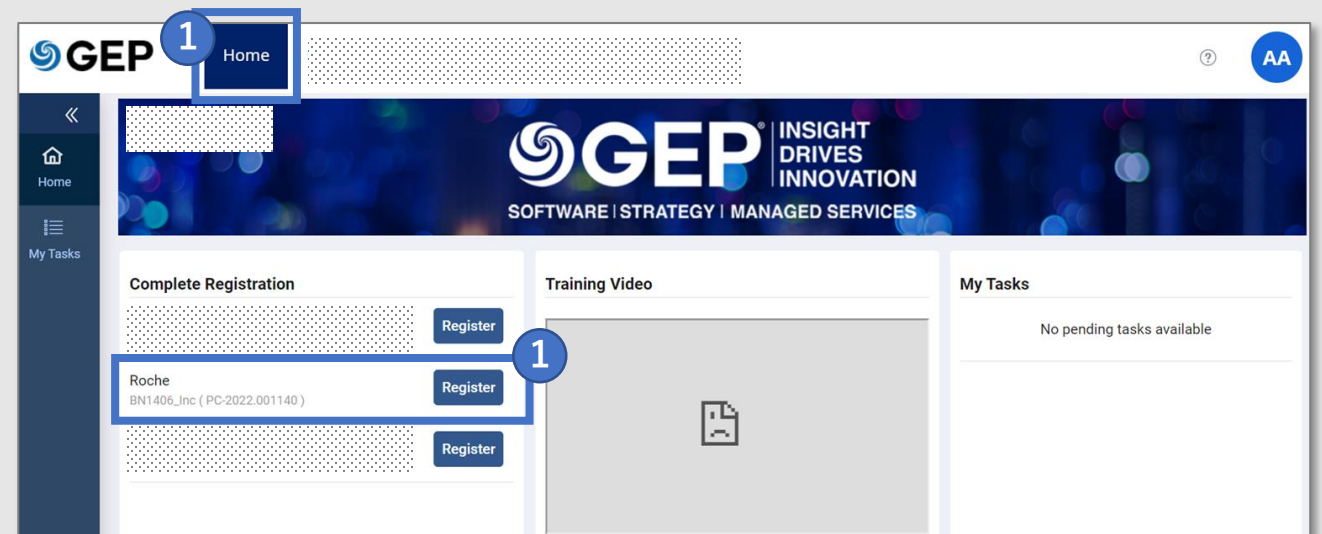 1
GEP
Home
?
AA
«
Home
My Tasks
GEP® INSIGHT
DRIVES
INNOVATION
SOFTWARE | STRATEGY | MANAGED SERVICES
Complete Registration
Register
Roche
BN1406_Inc ( PC-2022.001140 )
Register
1
Register
Training Video
My Tasks
No pending tasks available